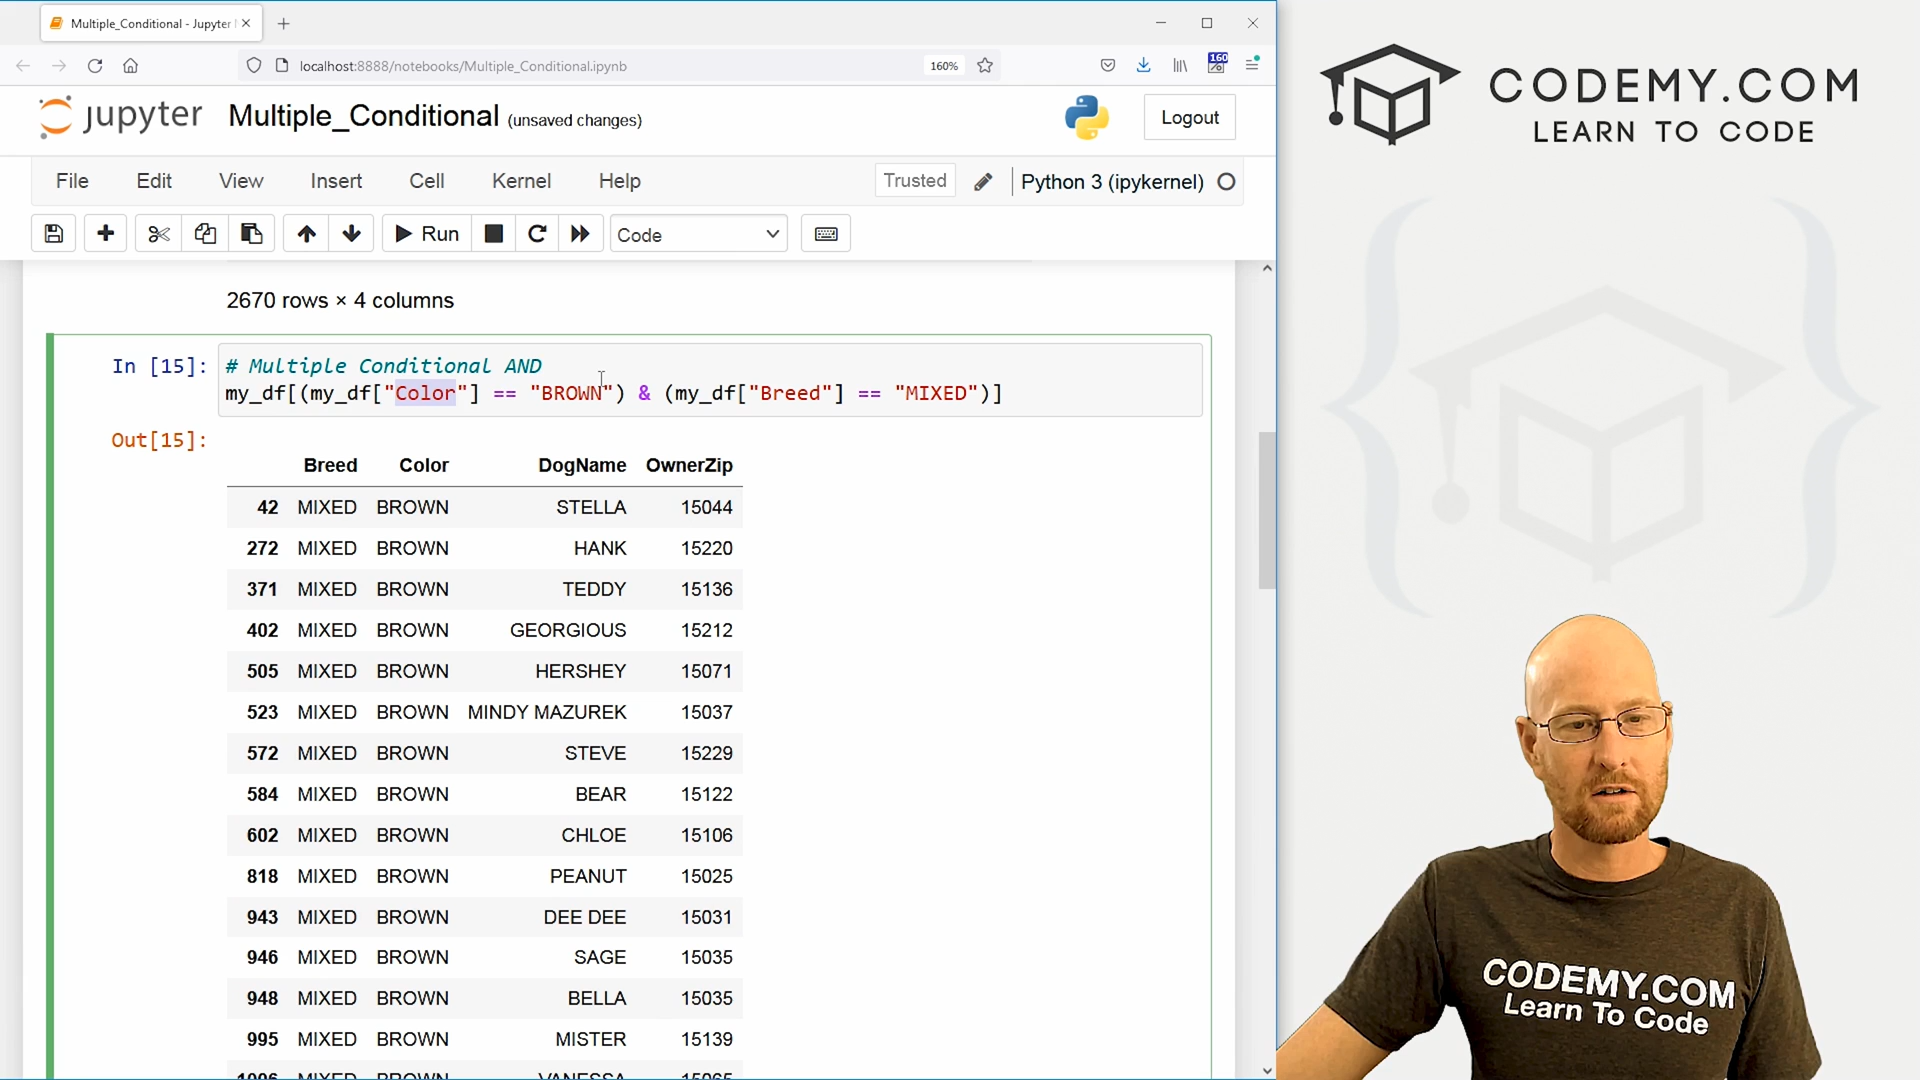 Multiple_Conditional - Jupyter
160%
localhost:8888/notebooks/Multiple_Conditional.ipynb
160
jupyter Multiple_Conditional (unsaved changes)
Logout
File Edit View Insert Cell Kernel Help
Trusted
Python 3 (ipykernel)
Run
Code
2670 rows × 4 columns
In [15]: # Multiple Conditional AND
my_df[(my_df["Color"] == "BROWN") & (my_df["Breed"] == "MIXED")]
Out[15]:
Breed Color DogName OwnerZip
42 MIXED BROWN STELLA 15044
272 MIXED BROWN HANK 15220
371 MIXED BROWN TEDDY 15136
402 MIXED BROWN GEORGIOUS 15212
505 MIXED BROWN HERSHEY 15071
523 MIXED BROWN MINDY MAZUREK 15037
572 MIXED BROWN STEVE 15229
584 MIXED BROWN BEAR 15122
602 MIXED BROWN CHLOE 15106
818 MIXED BROWN PEANUT 15025
943 MIXED BROWN DEE DEE 15031
946 MIXED BROWN SAGE 15035
948 MIXED BROWN BELLA 15035
995 MIXED BROWN MISTER 15139
1006 MIXED BROWN VANESSA 15065
CODEMY.COM
LEARN TO CODE
CODEMY.COM
Learn To Code